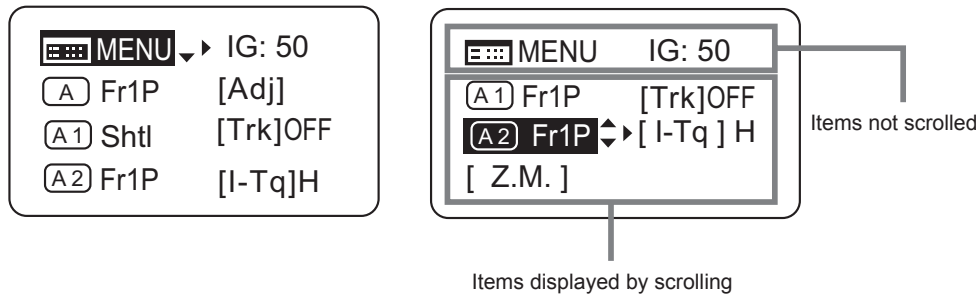 MENU IG: 50
A Fr1P [Adj]
A1 Shtl [Trk]OFF
A2 Fr1P [I-Tq]H
MENU IG: 50
A1 Fr1P [Trk]OFF
A2 Fr1P [ I-Tq ] H
[ Z.M. ]
Items not scrolled
Items displayed by scrolling